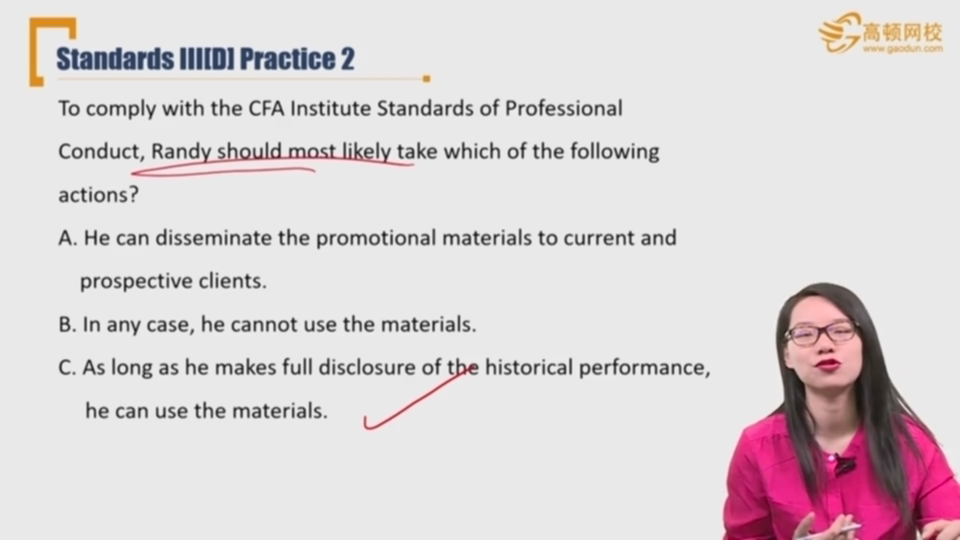 Standards III[D] Practice 2
高顿网校
www.gaodun.com
To comply with the CFA Institute Standards of Professional
Conduct, Randy should most likely take which of the following
actions?
A. He can disseminate the promotional materials to current and
prospective clients.
B. In any case, he cannot use the materials.
C. As long as he makes full disclosure of the historical performance,
he can use the materials.